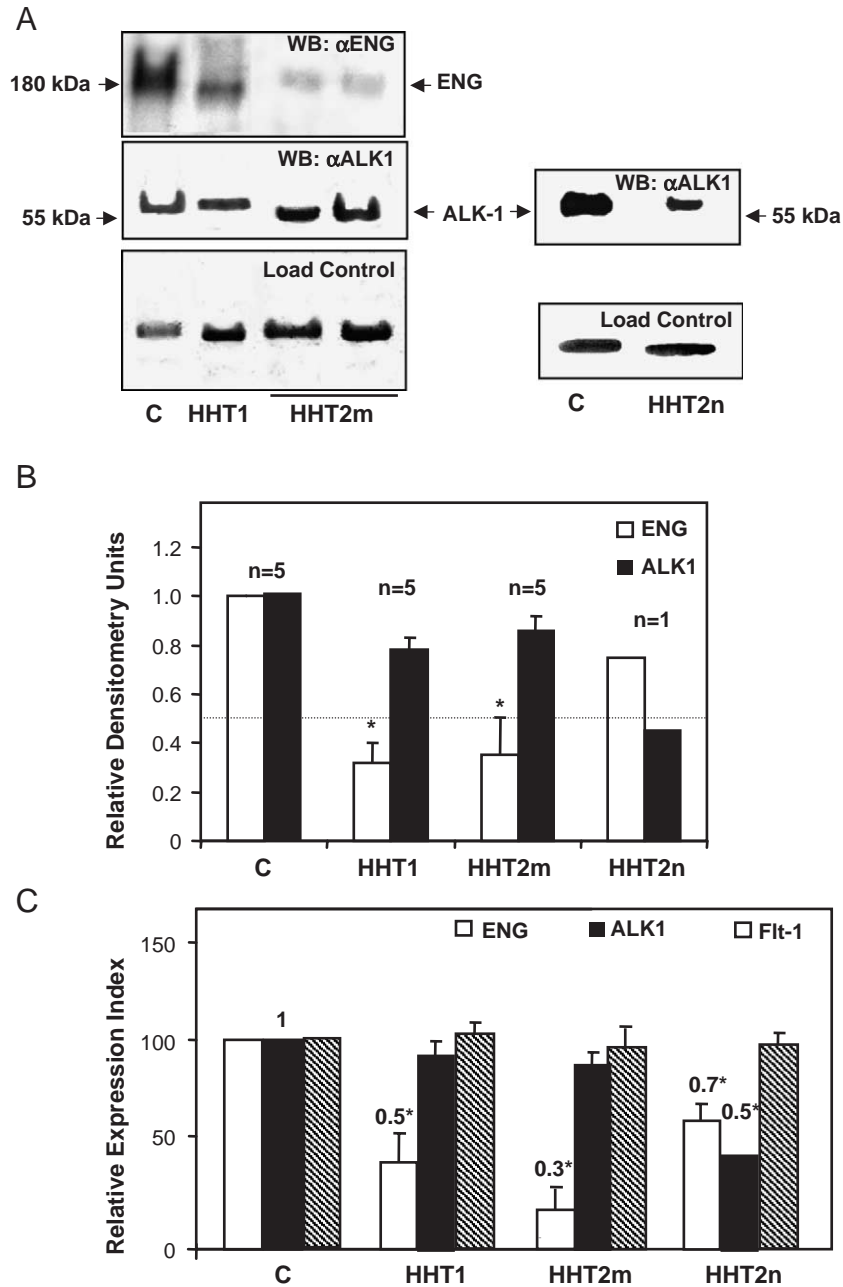 A
WB: αENG
180 kDa
ENG
WB: αALK1
55 kDa
ALK-1
WB: αALK1
55 kDa
Load Control
Load Control
C HHT1 HHT2m
C HHT2n
B
Relative Densitometry Units
1.2
1.0
0.8
0.6
0.4
0.2
0
ENG
ALK1
n=5
n=5
n=5
n=1
*
*
C HHT1 HHT2m HHT2n
C
Relative Expression Index
150
100
50
0
ENG ALK1 Flt-1
1
0.5*
0.3*
0.7*
0.5*
C HHT1 HHT2m HHT2n